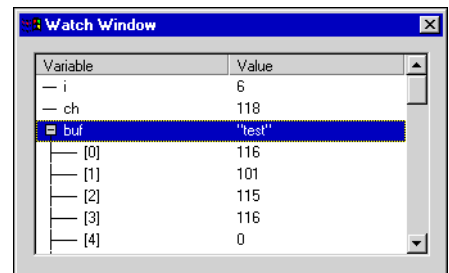 Watch Window
Variable Value
i 6
ch 118
buf "test"
[0] 116
[1] 101
[2] 115
[3] 116
[4] 0